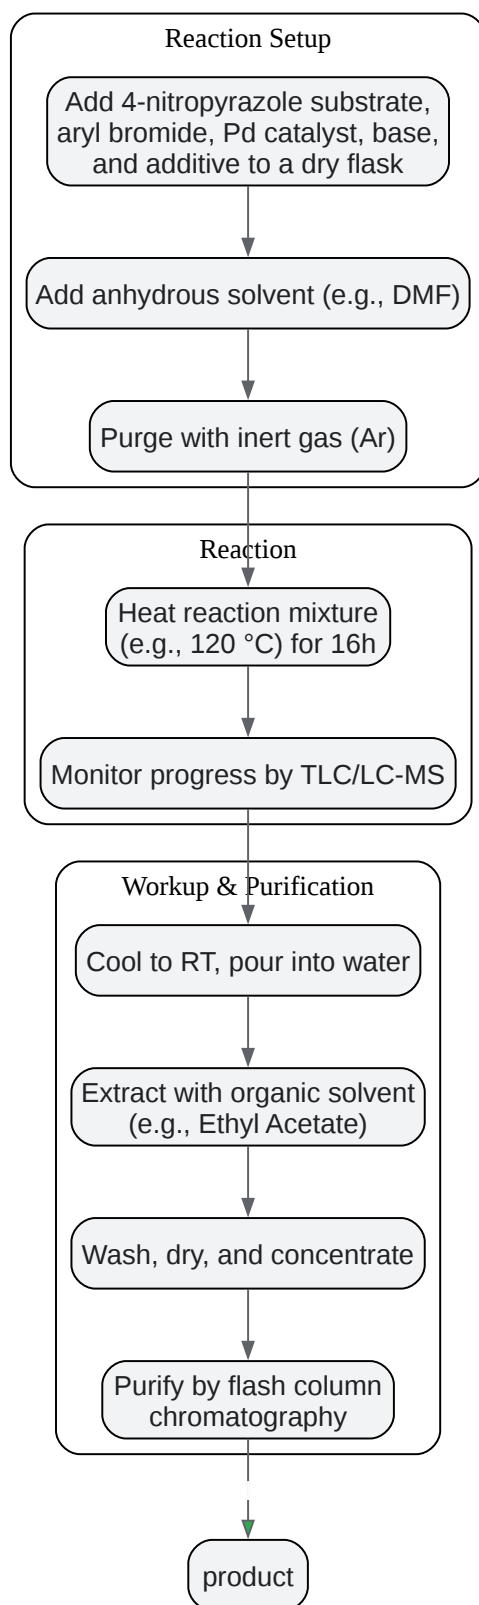 Reaction Setup
Add 4-nitropyrazole substrate,
aryl bromide, Pd catalyst, base,
and additive to a dry flask
Add anhydrous solvent (e.g., DMF)
Purge with inert gas (Ar)
Reaction
Heat reaction mixture
(e.g., 120 °C) for 16h
Monitor progress by TLC/LC-MS
Workup & Purification
Cool to RT, pour into water
Extract with organic solvent
(e.g., Ethyl Acetate)
Wash, dry, and concentrate
Purify by flash column
chromatography
product